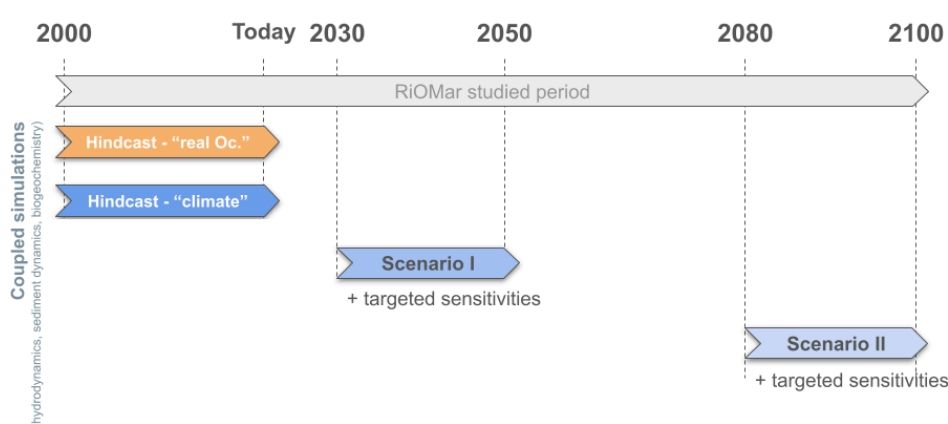 2000 Today 2030 2050 2080 2100
RiOMar studied period
Coupled simulations
hydrodynamics, sediment dynamics, biogeochemistry)
Hindcast - “real Oc.”
Hindcast - “climate”
Scenario I
+ targeted sensitivities
Scenario II
+ targeted sensitivities